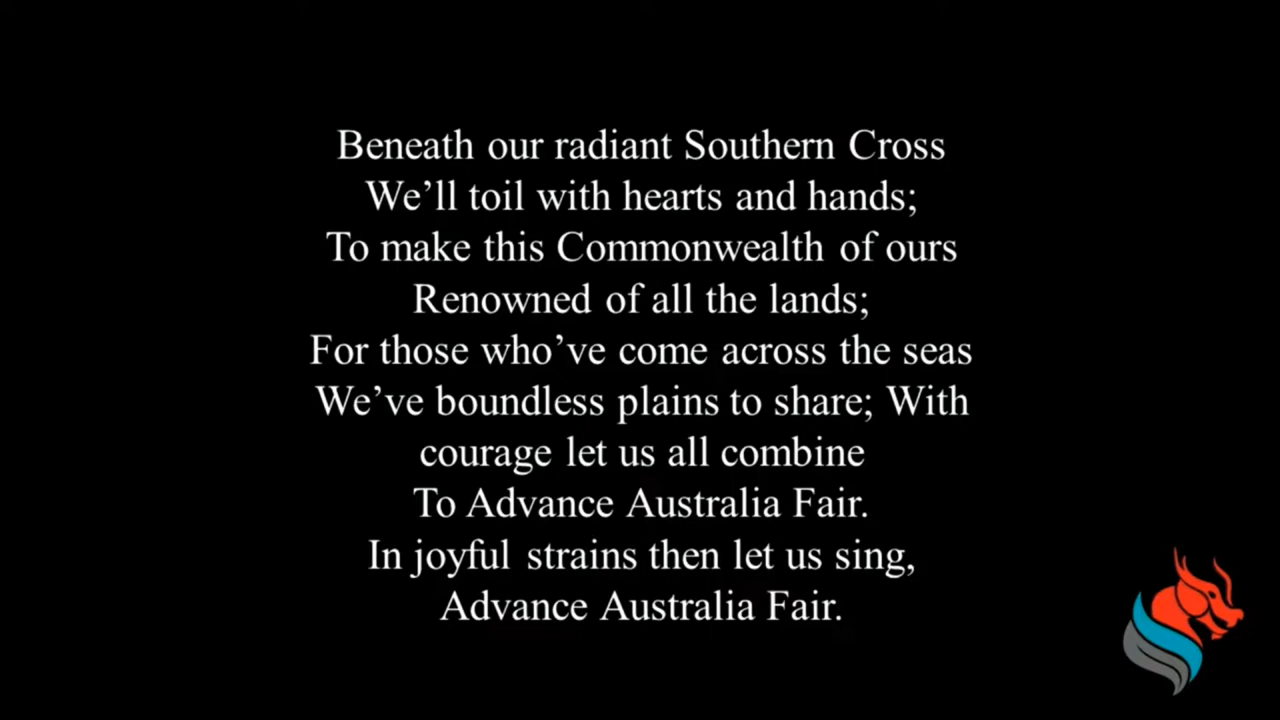 Beneath our radiant Southern Cross
We’ll toil with hearts and hands;
To make this Commonwealth of ours
Renowned of all the lands;
For those who’ve come across the seas
We’ve boundless plains to share; With
courage let us all combine
To Advance Australia Fair.
In joyful strains then let us sing,
Advance Australia Fair.